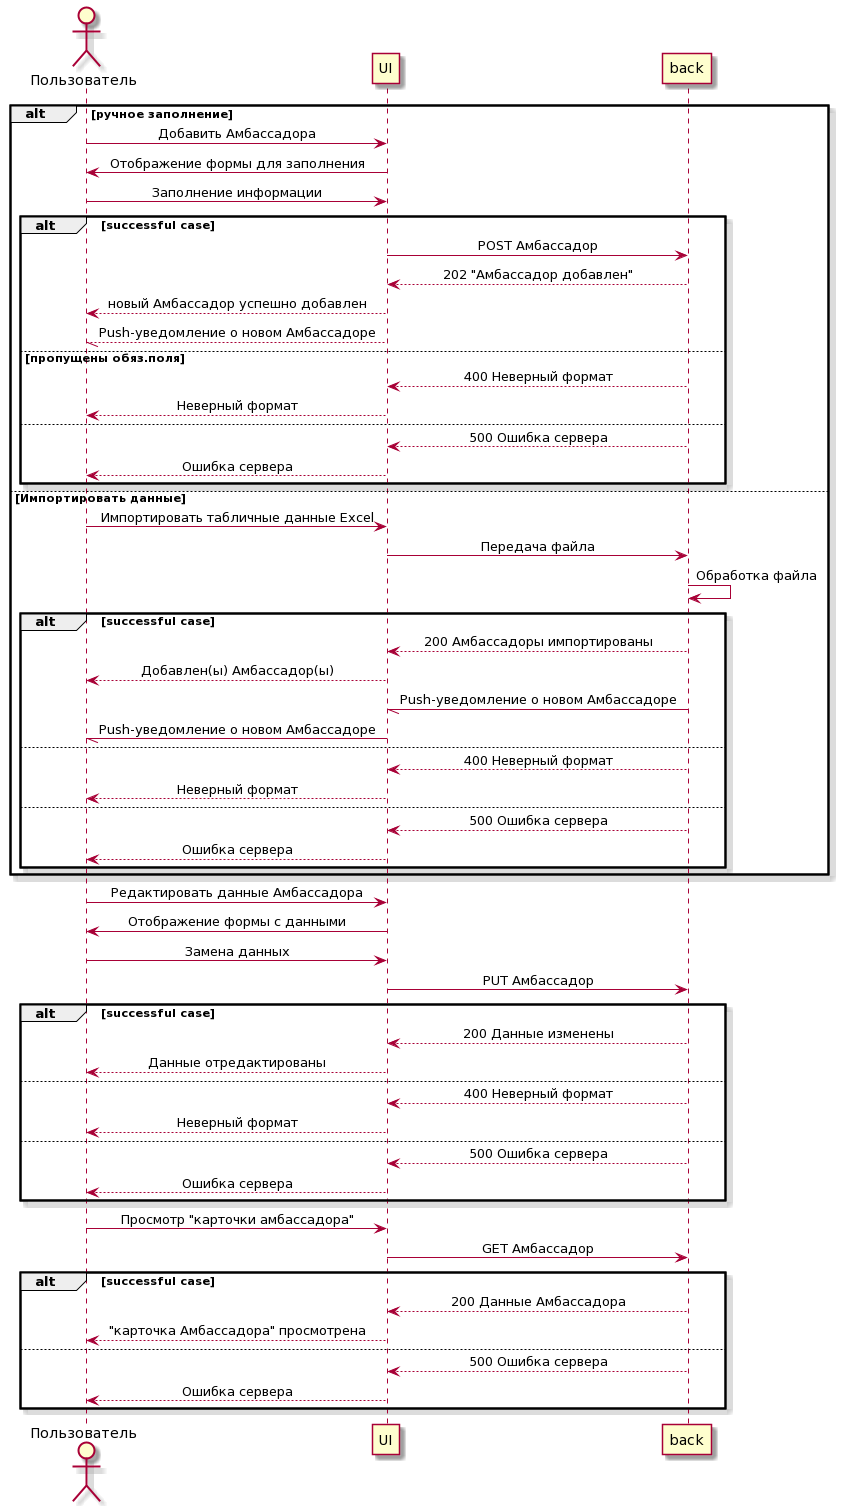 Пользователь
UI
back
alt
[ручное заполнение]
Добавить Амбассадора
Отображение формы для заполнения
Заполнение информации
alt
[successful case]
POST Амбассадор
202 "Амбассадор добавлен"
новый Амбассадор успешно добавлен
Push-уведомление о новом Амбассадоре
[пропущены обяз.поля]
400 Неверный формат
Неверный формат
500 Ошибка сервера
Ошибка сервера
[Импортировать данные]
Импортировать табличные данные Excel
Передача файла
Обработка файла
alt
[successful case]
200 Амбассадоры импортированы
Добавлен(ы) Амбассадор(ы)
Push-уведомление о новом Амбассадоре
Push-уведомление о новом Амбассадоре
400 Неверный формат
Неверный формат
500 Ошибка сервера
Ошибка сервера
Редактировать данные Амбассадора
Отображение формы с данными
Замена данных
PUT Амбассадор
alt
[successful case]
200 Данные изменены
Данные отредактированы
400 Неверный формат
Неверный формат
500 Ошибка сервера
Ошибка сервера
Просмотр "карточки амбассадора"
GET Амбассадор
alt
[successful case]
200 Данные Амбассадора
"карточка Амбассадора" просмотрена
500 Ошибка сервера
Ошибка сервера
Пользователь
UI
back